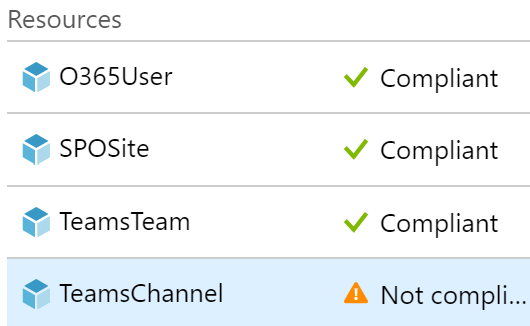 Resources
O365User Compliant
SPOSite Compliant
TeamsTeam Compliant
TeamsChannel Not compli...